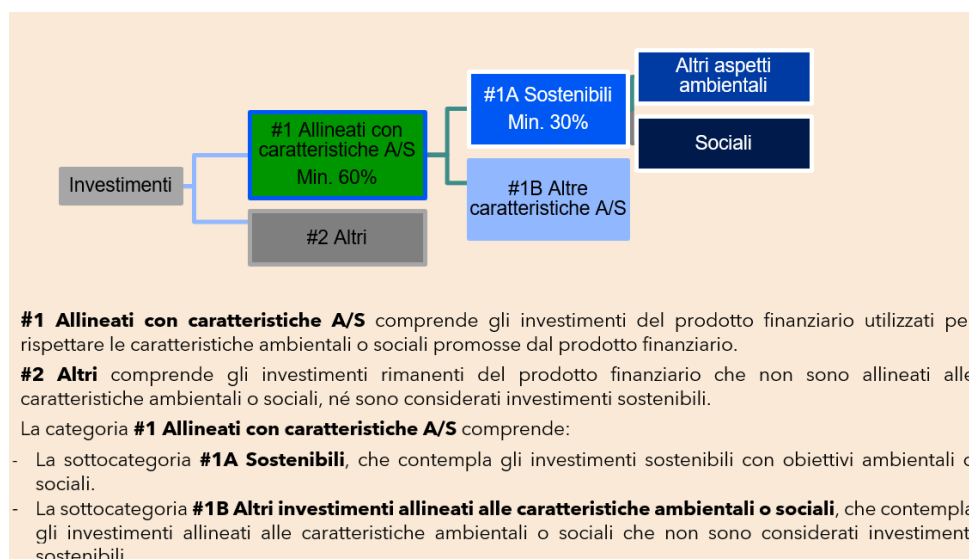 Altri aspetti
ambientali
#1A Sostenibili
Min. 30%
#1 Allineati con
caratteristiche A/S
Min. 60%
Sociali
Investimenti
#1B Altre
caratteristiche A/S
#2 Altri
#1 Allineati con caratteristiche A/S comprende gli investimenti del prodotto finanziario utilizzati pe
rispettare le caratteristiche ambientali o sociali promosse dal prodotto finanziario.
#2 Altri comprende gli investimenti rimanenti del prodotto finanziario che non sono allineati alle
caratteristiche ambientali o sociali, né sono considerati investimenti sostenibili.
La categoria #1 Allineati con caratteristiche A/S comprende:
- La sottocategoria #1A Sostenibili, che contempla gli investimenti sostenibili con obiettivi ambientali o
sociali.
- La sottocategoria #1B Altri investimenti allineati alle caratteristiche ambientali o sociali, che contempla
gli investimenti allineati alle caratteristiche ambientali o sociali che non sono considerati investimenti
sostenibili.